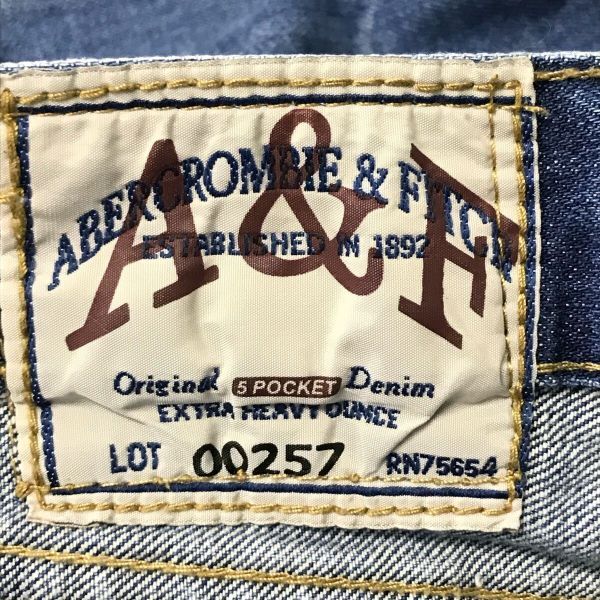 A&F
ABERCROMBIE & FITCH
ESTABLISHED IN 1892
Original 5 POCKET Denim
EXTRA HEAVY OUNCE
LOT 00257 RN75654